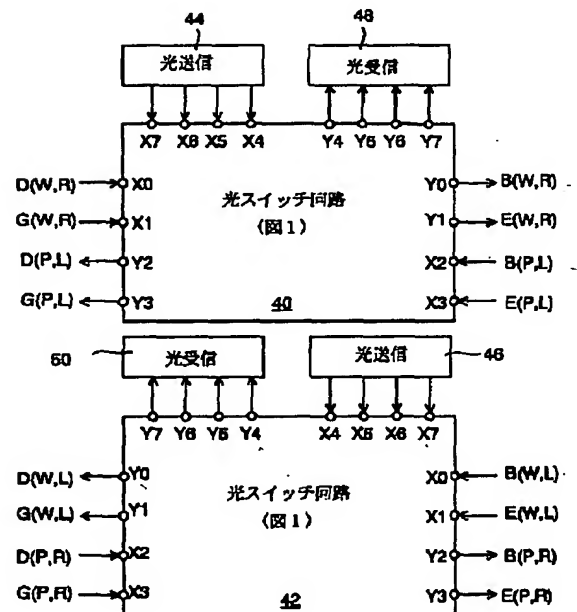 44
48
光送信
光受信
X7 X6 X5 X4
Y4 Y5 Y6 Y7
D(W,R) X0
Y0 B(W,R)
光スイッチ回路
G(W,R) X1
Y1 E(W,R)
(図1)
D(P,L) Y2
X2 B(P,L)
G(P,L) Y3
40
X3 E(P,L)
50
光受信
光送信
46
Y7 Y6 Y5 Y4
X4 X5 X6 X7
D(W,L) Y0
X0 B(W,L)
光スイッチ回路
G(W,L) Y1
X1 E(W,L)
(図1)
D(P,R) X2
Y2 B(P,R)
G(P,R) X3
42
Y3 E(P,R)